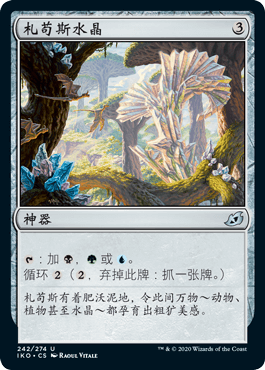 札苟斯水晶 3
神器
：加，或。
循环2（2，弃掉此牌：抓一张牌。）
札苟斯有着肥沃泥地，令此间万物～动物、
植物甚至水晶～都孕育出粗犷美感。
242/274 U
IKO • CS Raoul Vitale
™ & © 2020 Wizards of the Coast